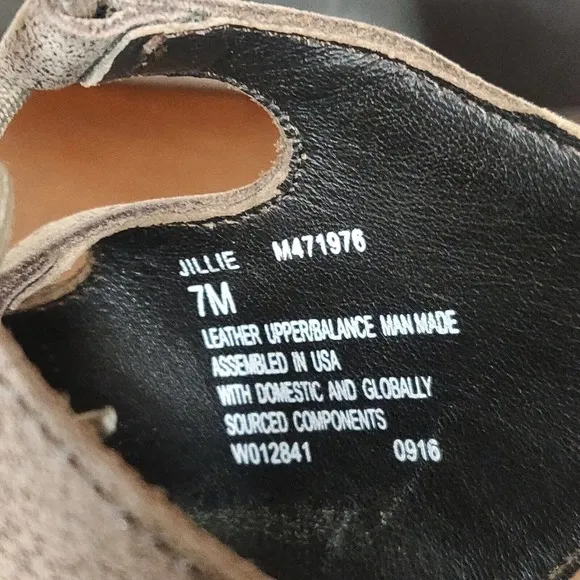 JILLIE M471976
7M
LEATHER UPPER/BALANCE MAN MADE
ASSEMBLED IN USA
WITH DOMESTIC AND GLOBALLY
SOURCED COMPONENTS
W012841 0916